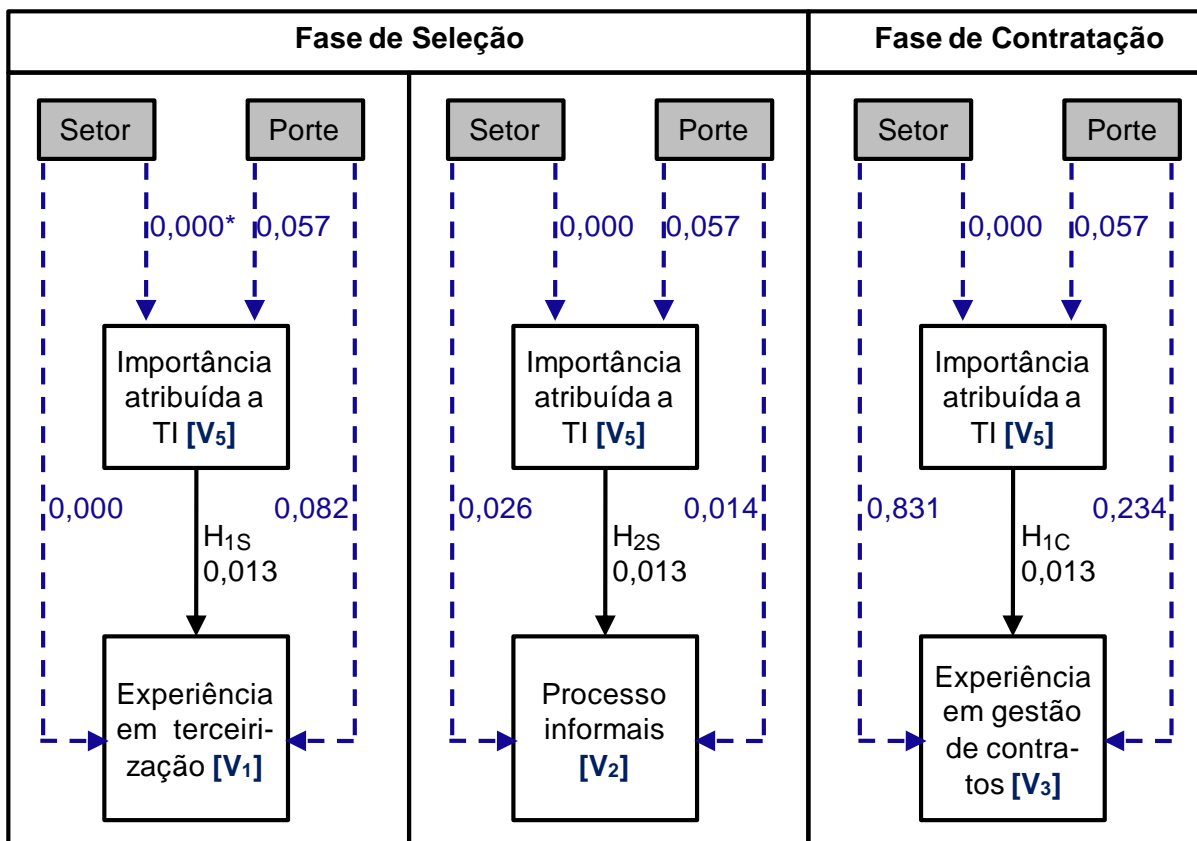 Fase de Seleção
Fase de Contratação
Setor
Porte
Setor
Porte
Setor
Porte
0,000*
0,057
0,000
0,057
0,000
0,057
Importância
atribuída a
TI [V5]
Importância
atribuída a
TI [V5]
Importância
atribuída a
TI [V5]
0,000
0,082
0,026
0,014
0,831
0,234
H1S
0,013
H2S
0,013
H1C
0,013
Experiência
em terceiri-
zação [V1]
Processo
informais
[V2]
Experiência
em gestão
de contra-
tos [V3]